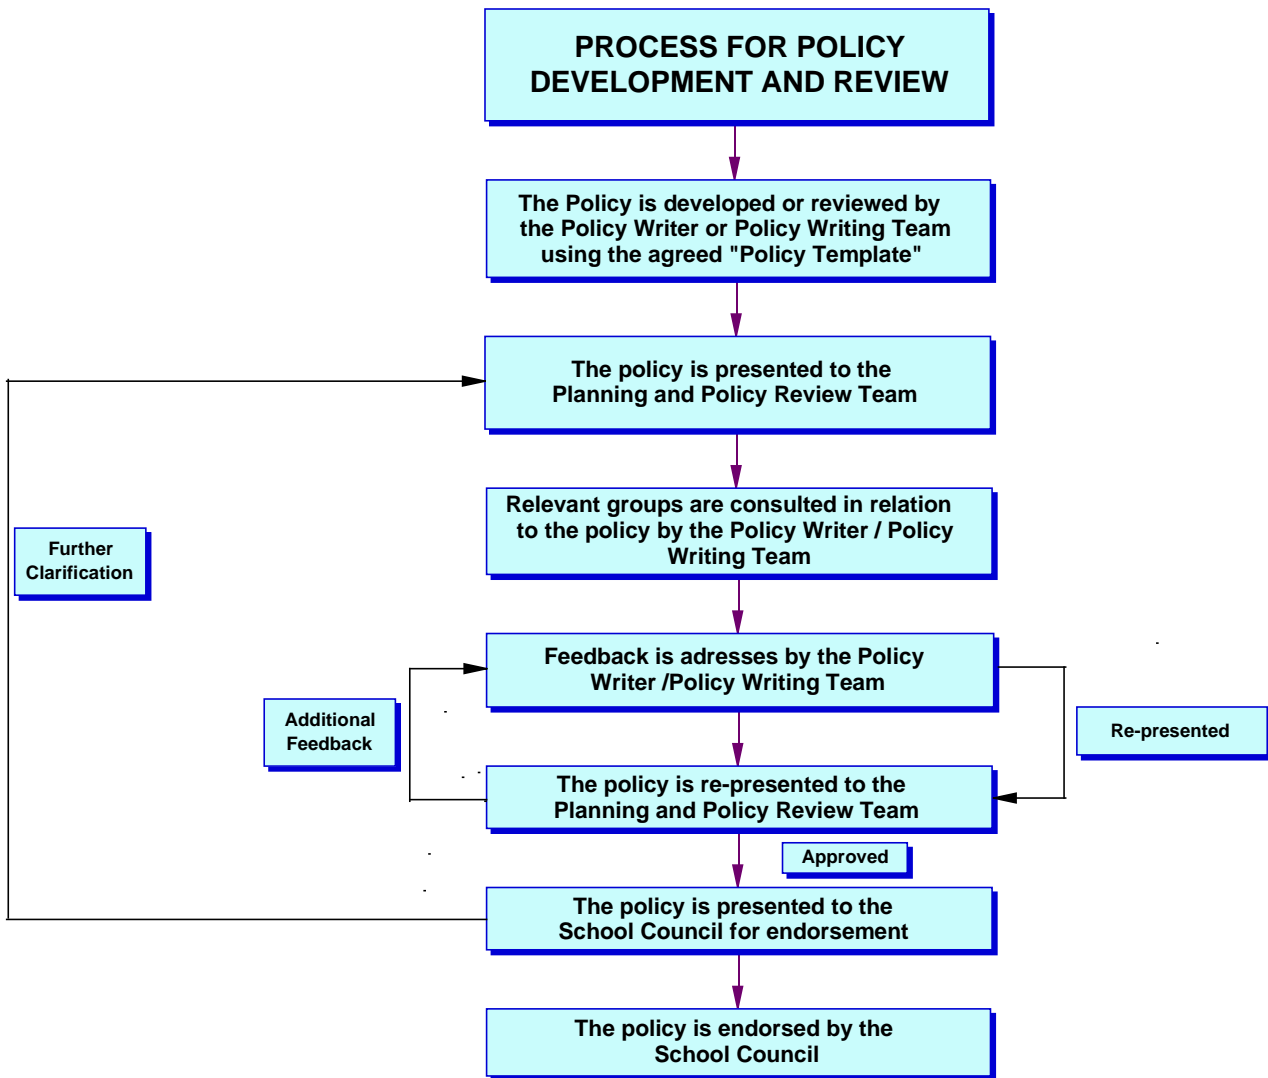 PROCESS FOR POLICY
DEVELOPMENT AND REVIEW
The Policy is developed or reviewed by
the Policy Writer or Policy Writing Team
using the agreed "Policy Template"
The policy is presented to the
Planning and Policy Review Team
Relevant groups are consulted in relation
to the policy by the Policy Writer / Policy
Writing Team
Further
Clarification
Feedback is adresses by the Policy
Writer /Policy Writing Team
Additional
Feedback
Re-presented
The policy is re-presented to the
Planning and Policy Review Team
Approved
The policy is presented to the
School Council for endorsement
The policy is endorsed by the
School Council